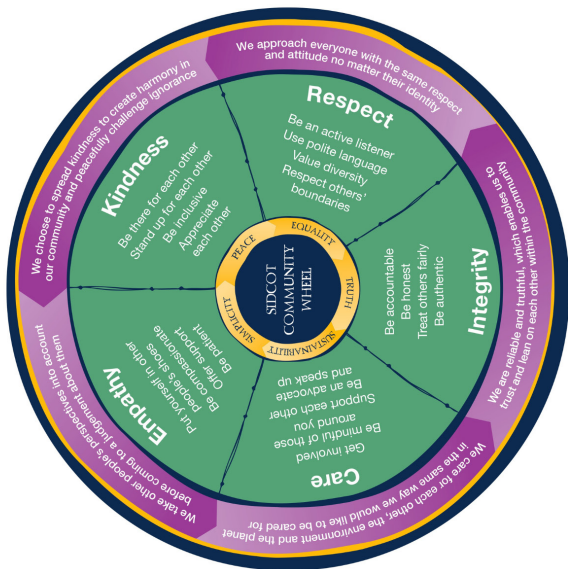 SIDCOT
COMMUNITY
WHEEL
PEACE
EQUALITY
TRUTH
SUSTAINABILITY
SIMPLICITY
We approach everyone with the same respect
and attitude no matter their identity
Respect
Be an active listener
Use polite language
Value diversity
Respect others'
boundaries
We are reliable and truthful, which enables us to
trust and lean on each other within the community
Integrity
Be accountable
Be honest
Treat others fairly
Be authentic
We care for each other, the environment and the planet
in the same way we would like to be cared for
Care
Get involved
Be mindful of those
around you
Support each other
Be an advocate
and speak up
We take other people's perspectives into account
before coming to a judgement about them
Empathy
Put yourself in other
people's shoes
Be compassionate
Offer support
Be patient
We choose to spread kindness to create harmony in
our community and peacefully challenge ignorance
Kindness
Be there for each other
Stand up for each other
Be inclusive
Appreciate
each other